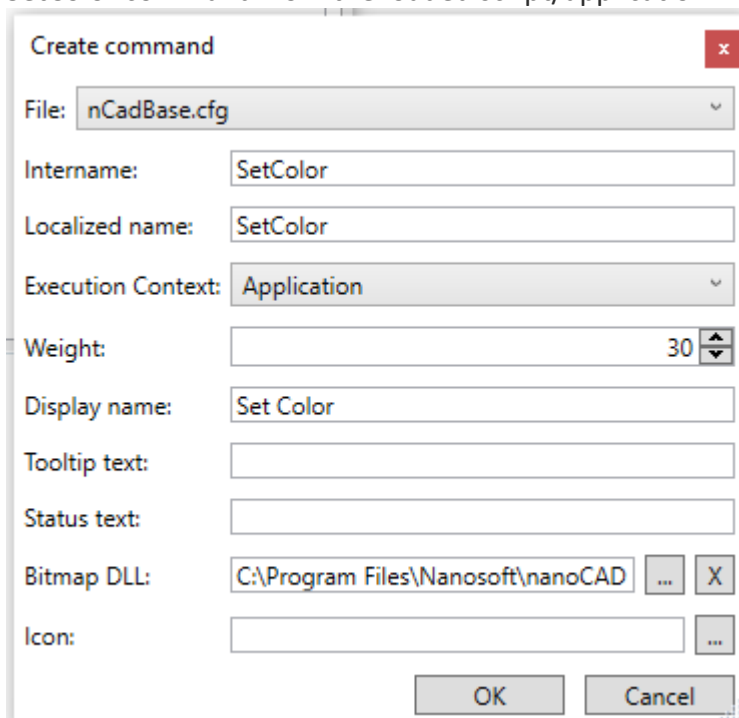 Create command
x
File: nCadBase.cfg
Intername: SetColor
Localized name: SetColor
Execution Context: Application
Weight: 30
Display name: Set Color
Tooltip text:
Status text:
Bitmap DLL: C:\Program Files\Nanosoft\nanoCAD ... X
Icon: ...
OK Cancel